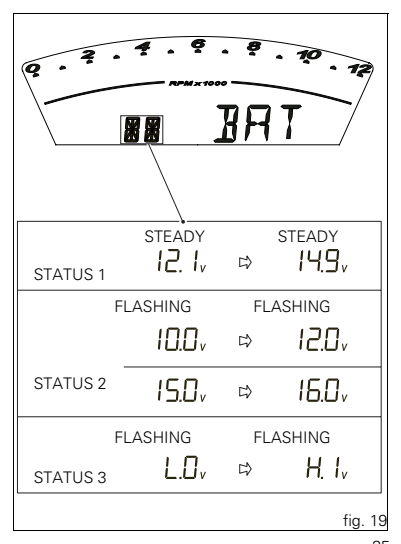 0 2 4 6 8 10 12
RPM x 1000
BAT
STEADY STEADY
STATUS 1 12.1v ⇨ 14.9v
FLASHING FLASHING
10.0v ⇨ 12.0v
STATUS 2
15.0v ⇨ 16.0v
FLASHING FLASHING
STATUS 3 L.0v ⇨ H.1v
fig. 19